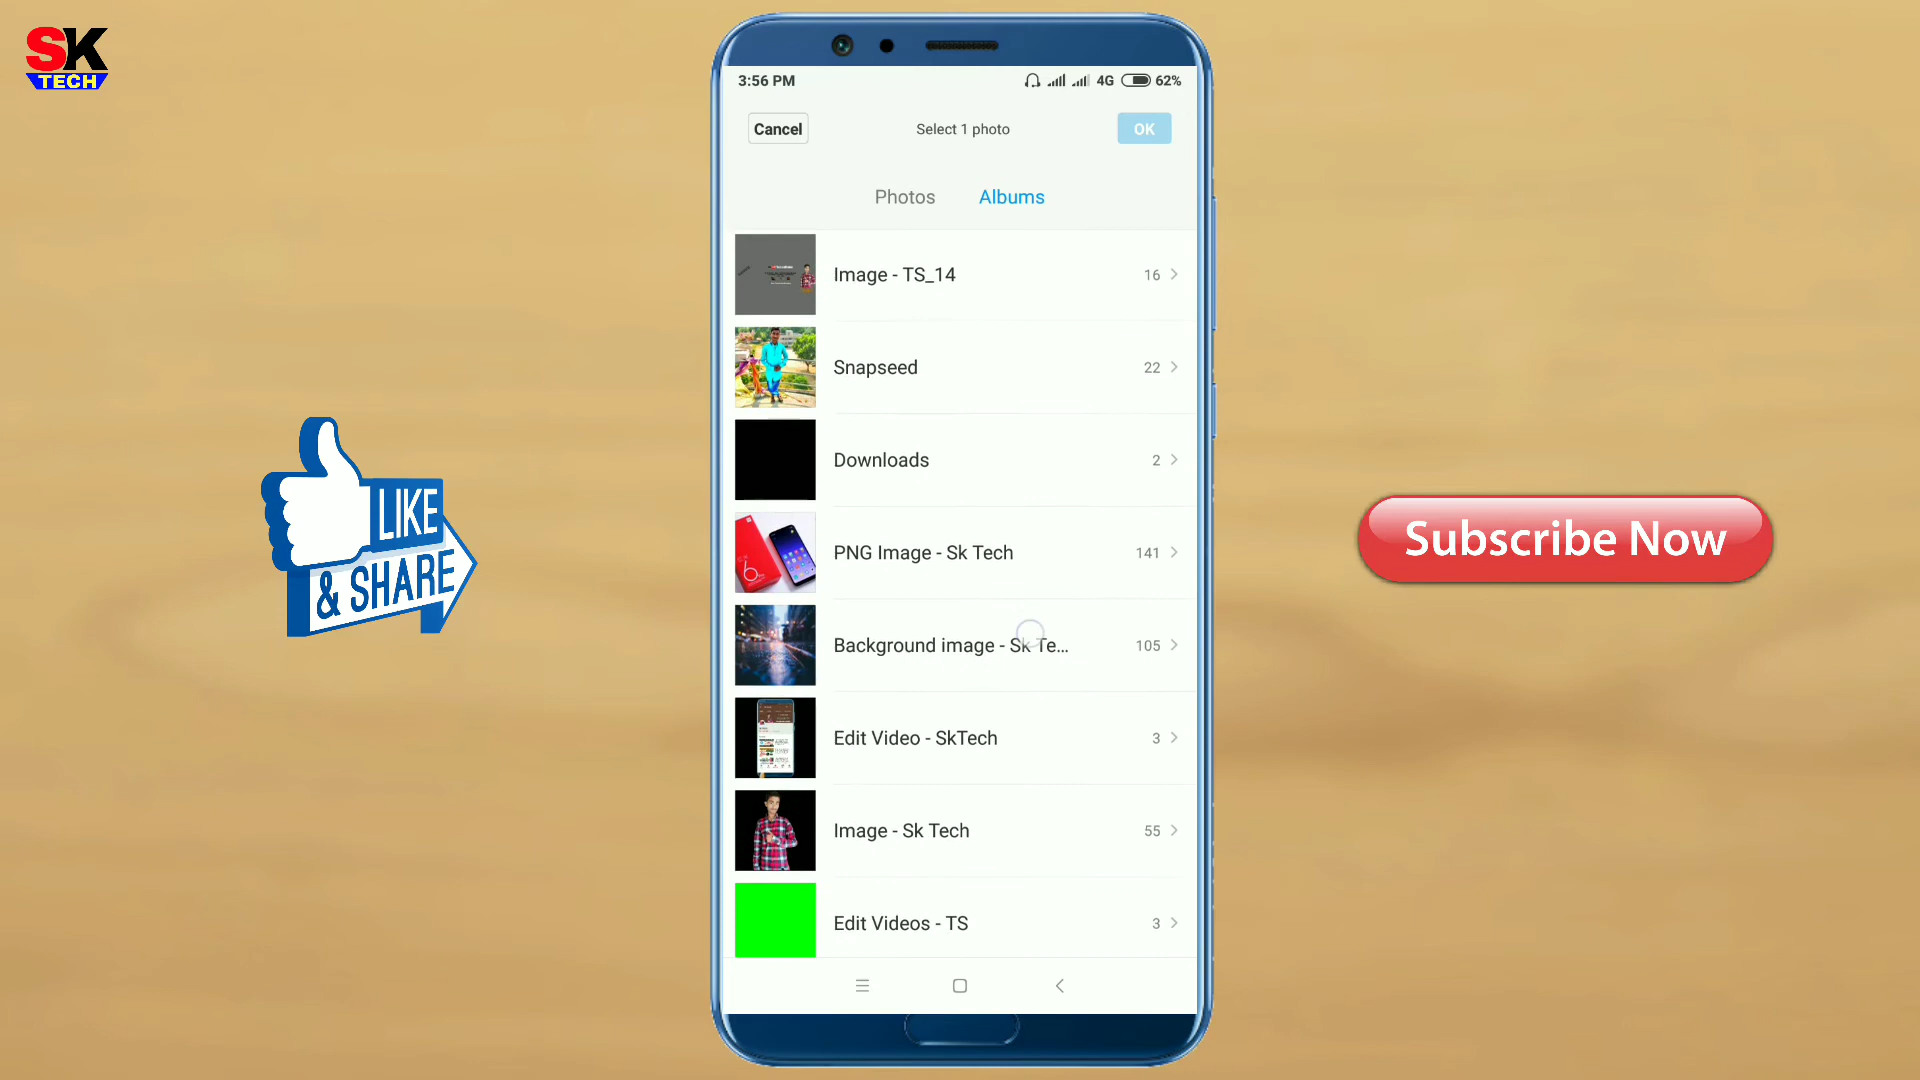 SK
TECH
3:56 PM
4G
62%
Cancel
Select 1 photo
OK
Photos
Albums
Image - TS_14
16
Snapseed
22
Downloads
2
PNG Image - Sk Tech
141
Background image - Sk Te...
105
Edit Video - SkTech
3
Image - Sk Tech
55
Edit Videos - TS
3
LIKE
& SHARE
Subscribe Now